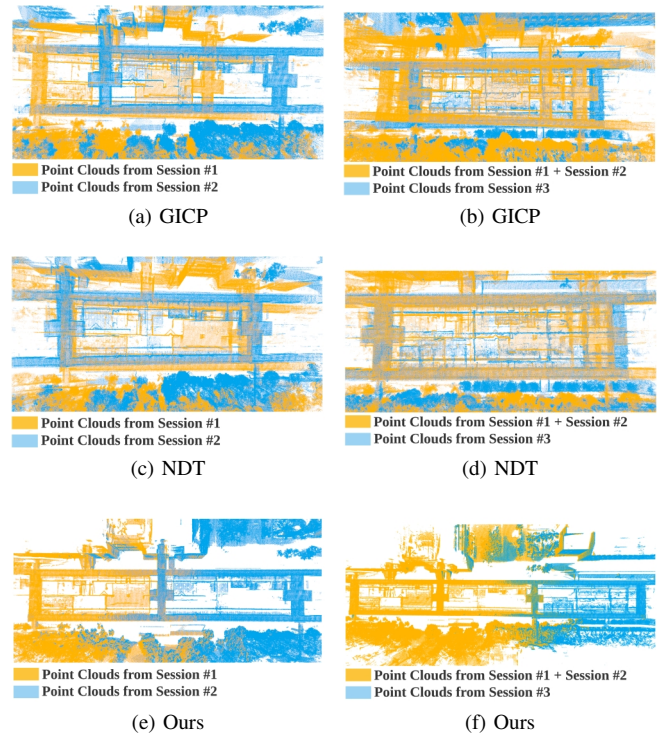 Point Clouds from Session #1
Point Clouds from Session #2
(a) GICP
Point Clouds from Session #1 + Session #2
Point Clouds from Session #3
(b) GICP
Point Clouds from Session #1
Point Clouds from Session #2
(c) NDT
Point Clouds from Session #1 + Session #2
Point Clouds from Session #3
(d) NDT
Point Clouds from Session #1
Point Clouds from Session #2
(e) Ours
Point Clouds from Session #1 + Session #2
Point Clouds from Session #3
(f) Ours